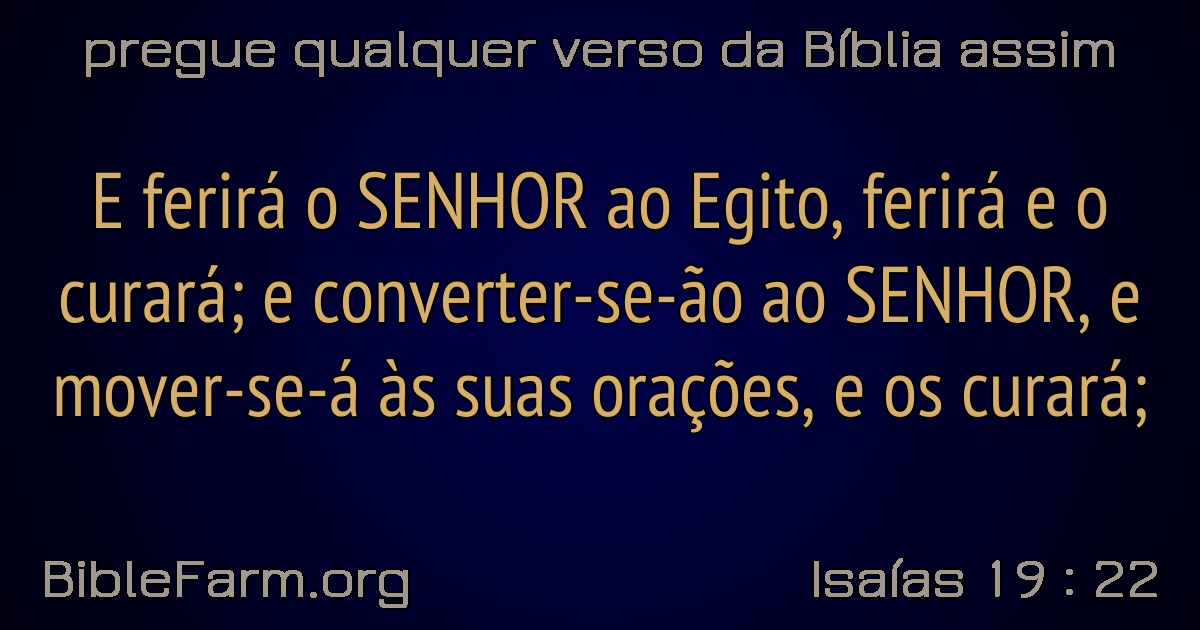 pregue qualquer verso da Bíblia assim
E ferirá o SENHOR ao Egito, ferirá e o
curará; e converter-se-ão ao SENHOR, e
mover-se-á às suas orações, e os curará;
BibleFarm.org
Isaías 19 : 22